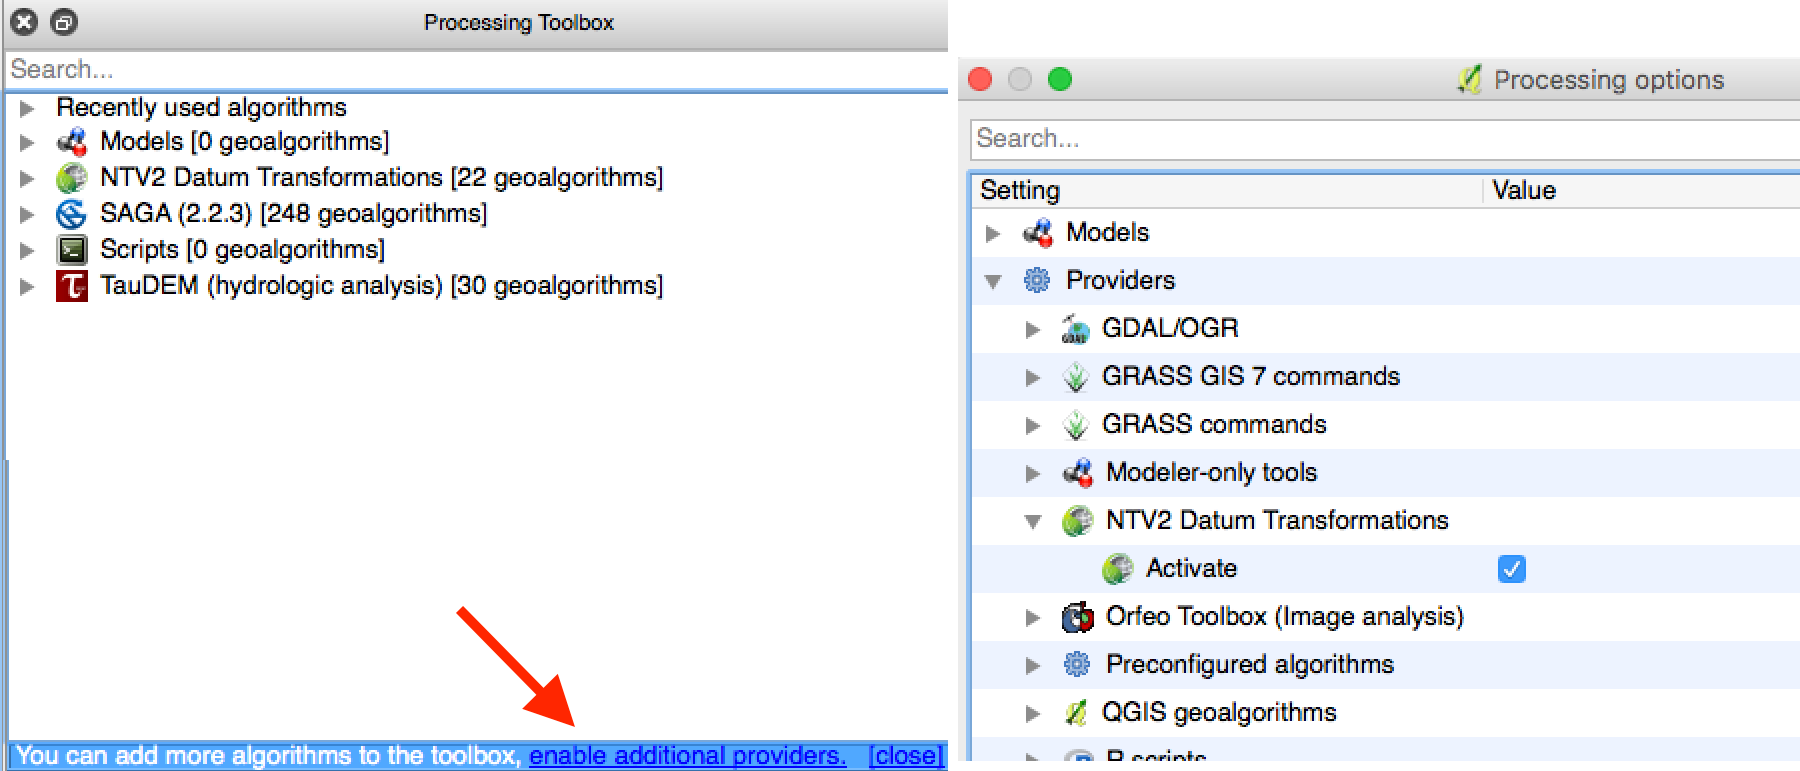 Processing Toolbox
Search...
Recently used algorithms
Models [0 geoalgorithms]
NTV2 Datum Transformations [22 geoalgorithms]
SAGA (2.2.3) [248 geoalgorithms]
Scripts [0 geoalgorithms]
TauDEM (hydrologic analysis) [30 geoalgorithms]
You can add more algorithms to the toolbox, enable additional providers. [close]
Processing options
Search...
Setting Value
Models
Providers
GDAL/OGR
GRASS GIS 7 commands
GRASS commands
Modeler-only tools
NTV2 Datum Transformations
Activate
Orfeo Toolbox (Image analysis)
Preconfigured algorithms
QGIS geoalgorithms
R scripts